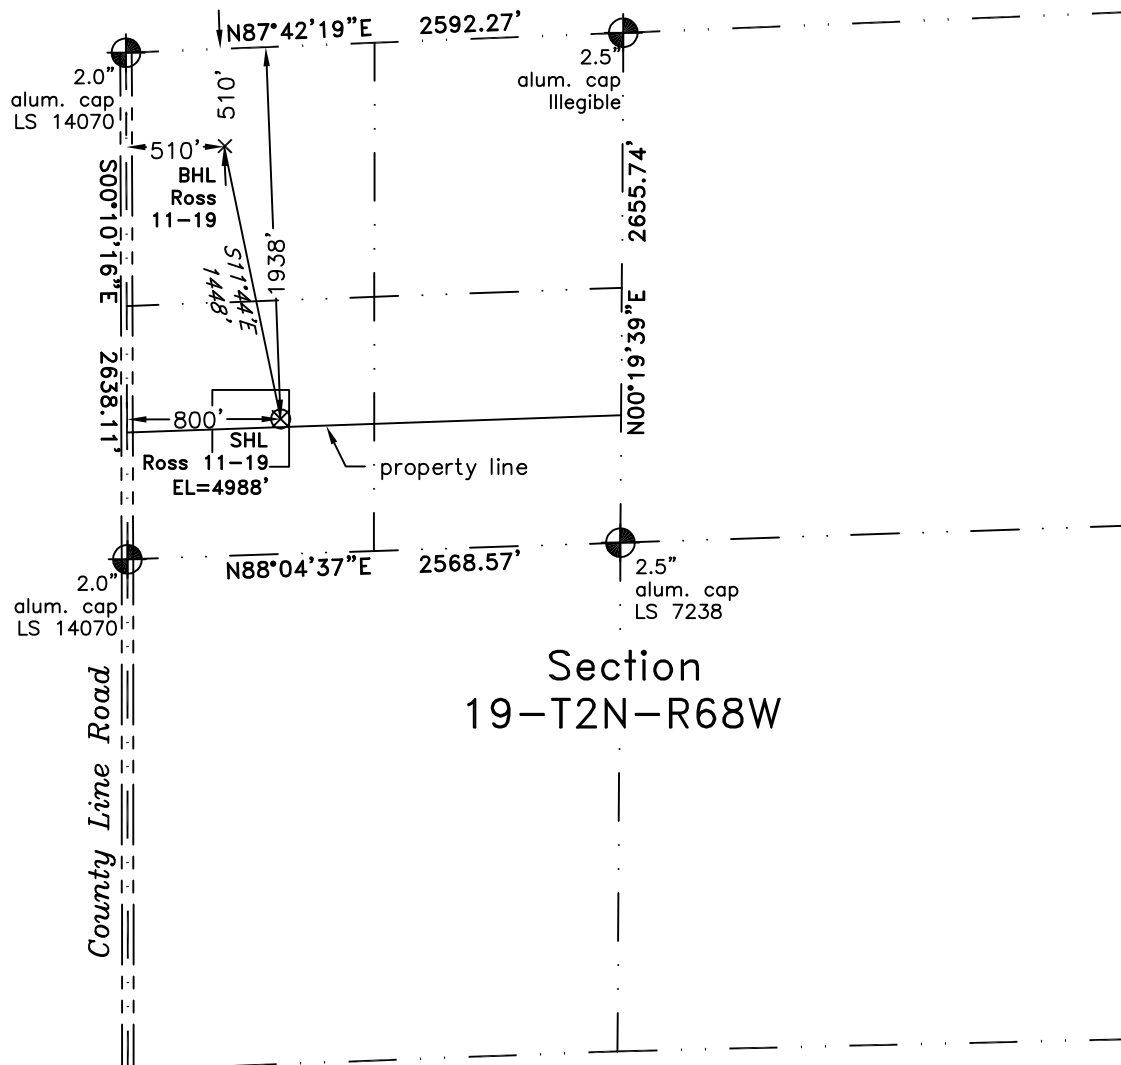 N87°42'19"E 2592.27'
2.0"
alum. cap
LS 14070
2.5"
alum. cap
Illegible
510'
510'
BHL
Ross
11-19
S00°10'16"E 2638.11'
S11°44'E
1448'
1938'
2655.74'
N00°19'39"E
800'
SHL
Ross 11-19
EL=4988'
property line
N88°04'37"E 2568.57'
2.0"
alum. cap
LS 14070
2.5"
alum. cap
LS 7238
Section
19-T2N-R68W
County Line Road